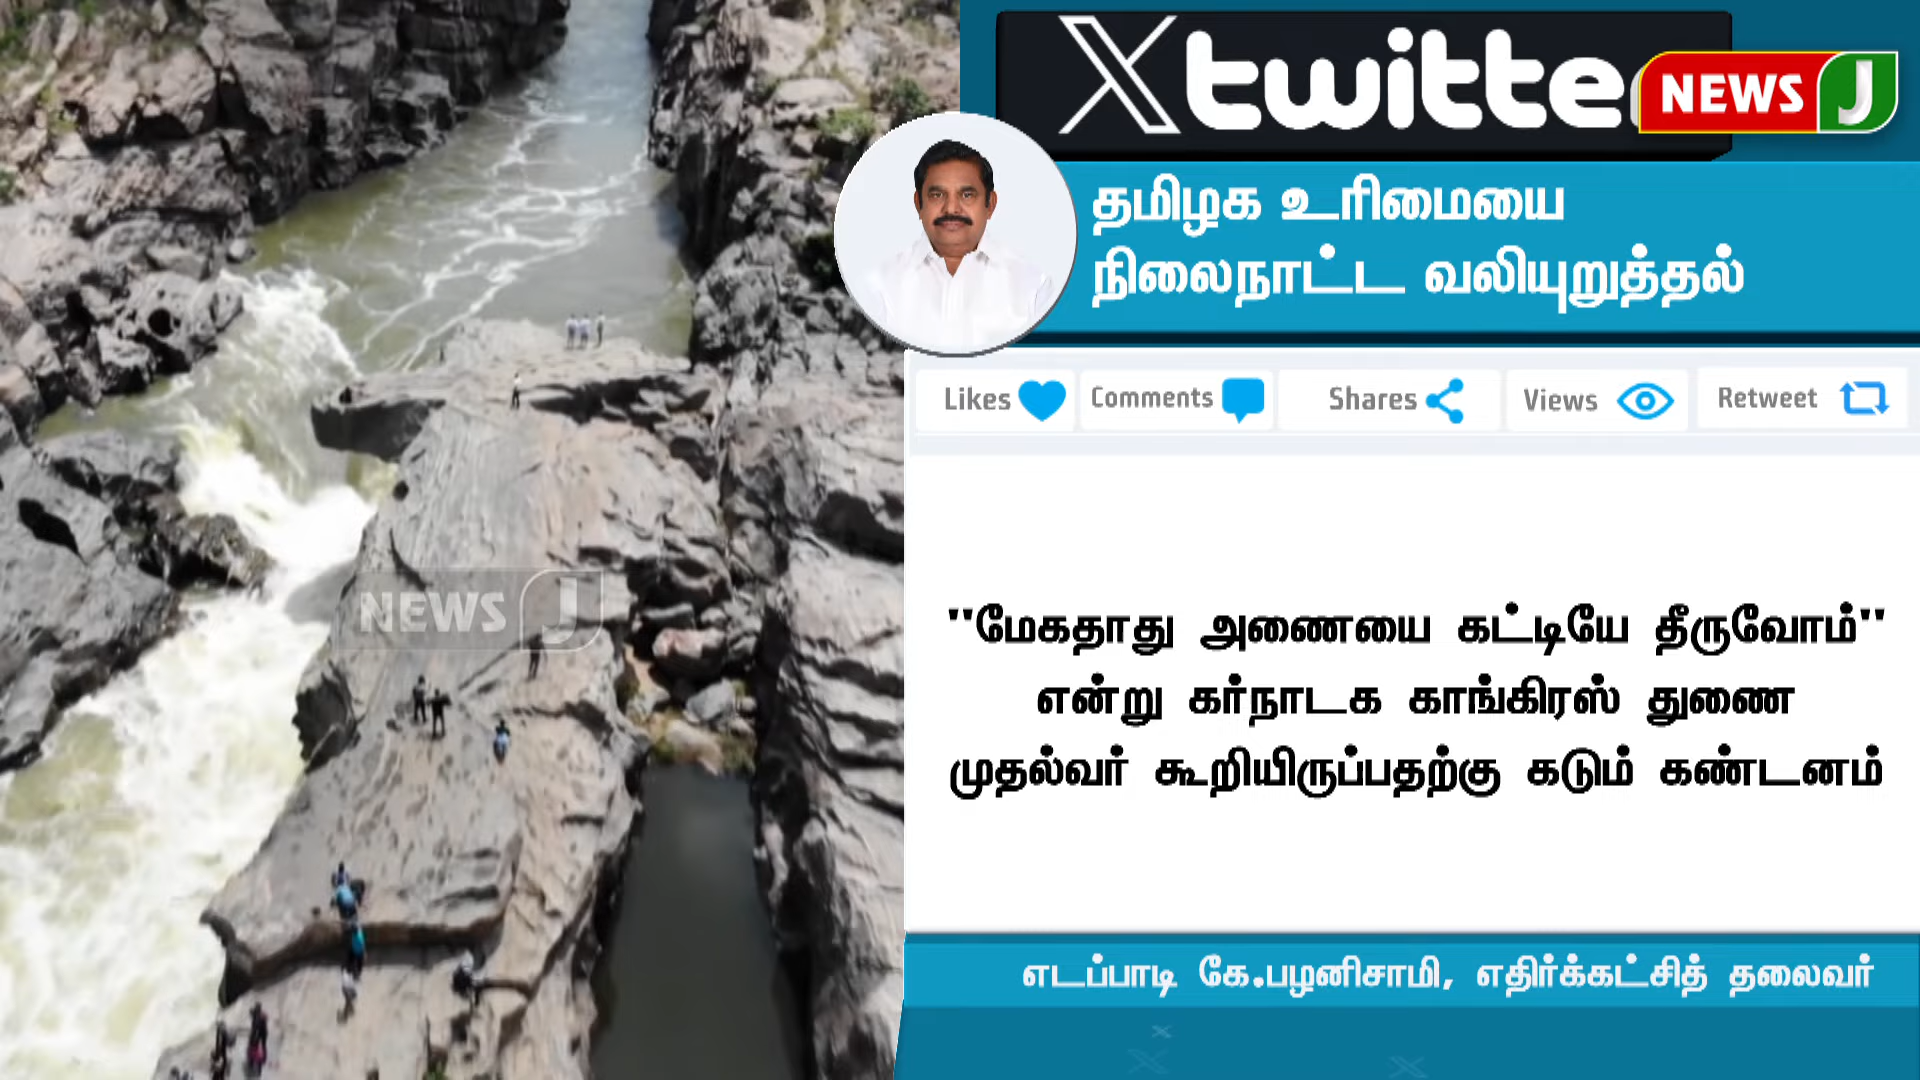 X twitte
NEWS J
தமிழக உரிமையை
நிலைநாட்ட வலியுறுத்தல்
Likes
Comments
Shares
Views
Retweet
"மேகதாது அணையை கட்டியே தீருவோம்"
என்று கர்நாடக காங்கிரஸ் துணை
முதல்வர் கூறியிருப்பதற்கு கடும் கண்டனம்
NEWS J
எடப்பாடி கே.பழனிசாமி, எதிர்க்கட்சித் தலைவர்